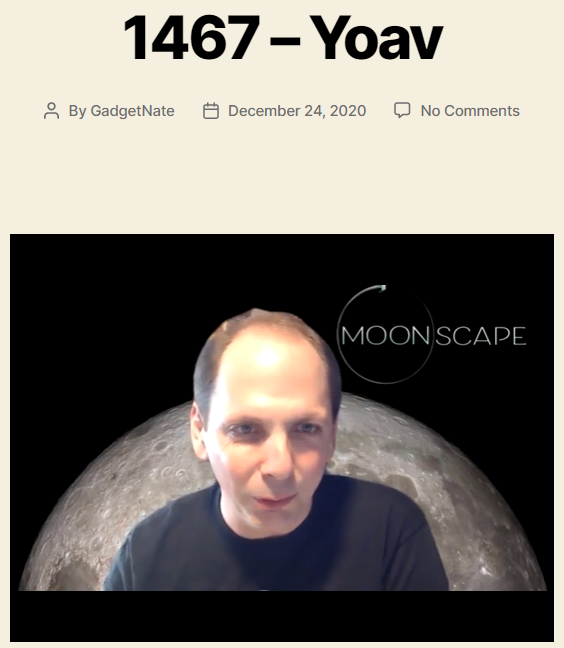 1467 – Yoav
By GadgetNate December 24, 2020 No Comments
MOONSCAPE